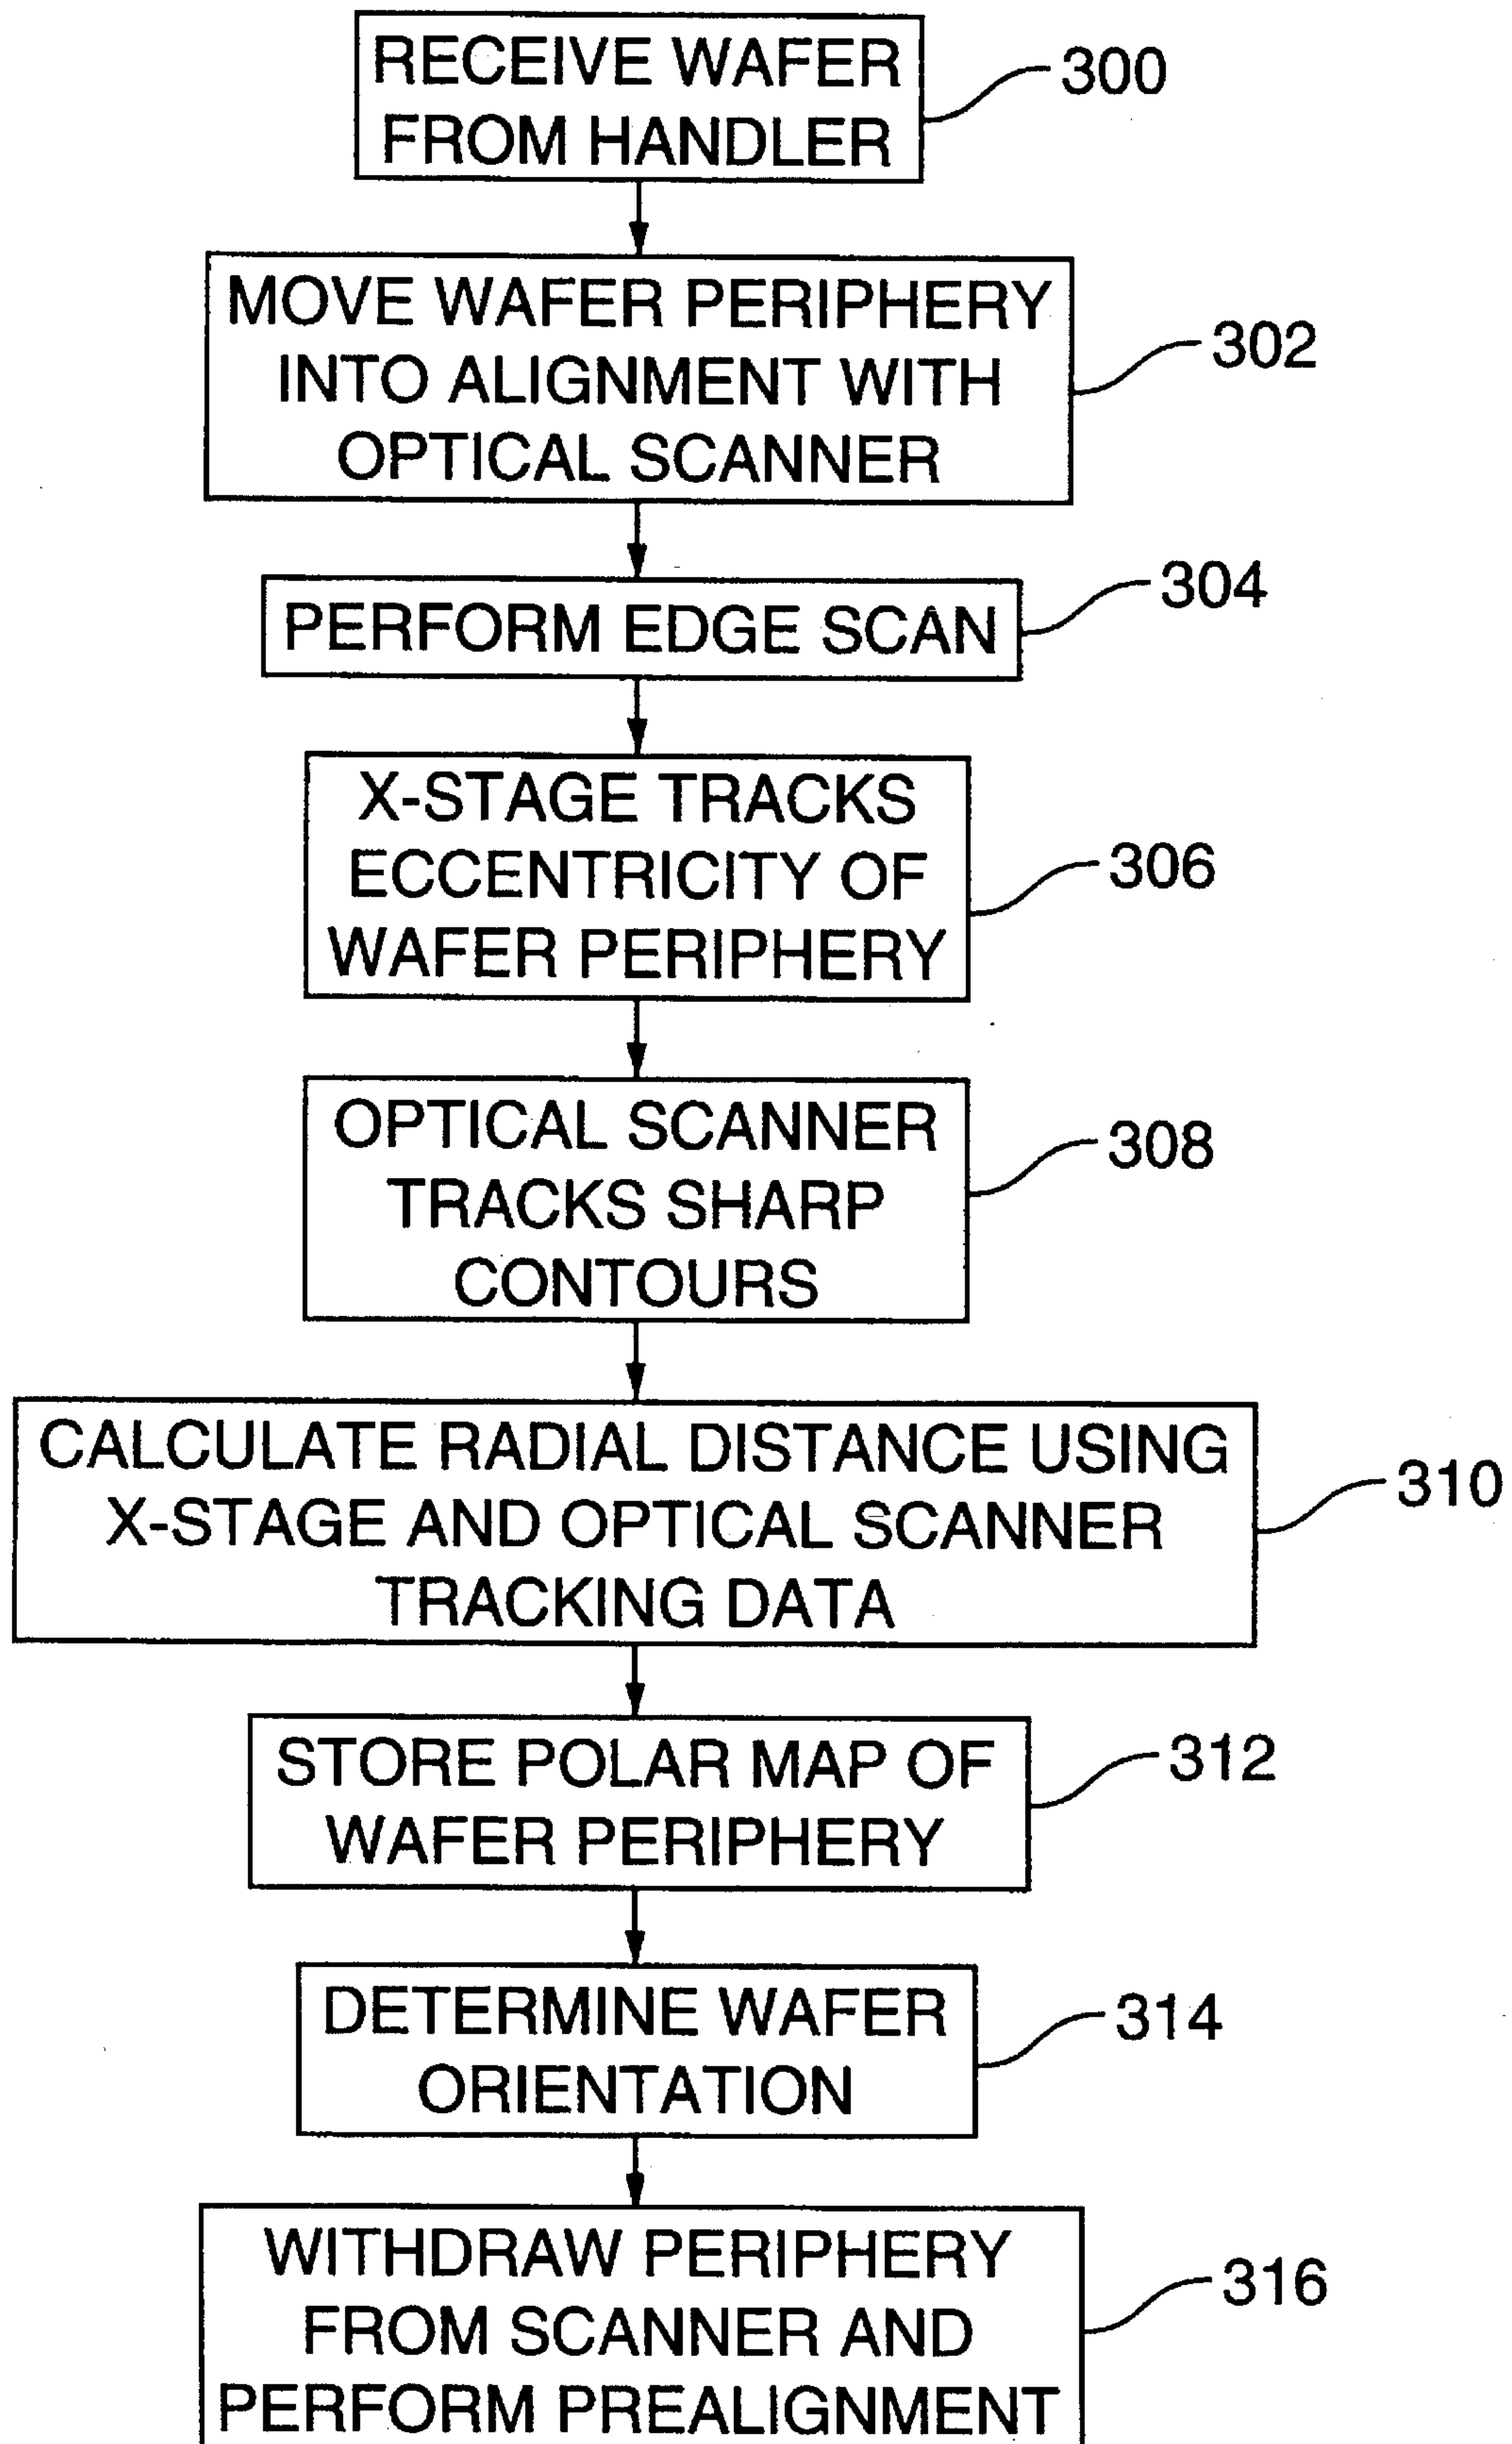 RECEIVE WAFER
FROM HANDLER
300
MOVE WAFER PERIPHERY
INTO ALIGNMENT WITH
OPTICAL SCANNER
302
PERFORM EDGE SCAN
304
X-STAGE TRACKS
ECCENTRICITY OF
WAFER PERIPHERY
306
OPTICAL SCANNER
TRACKS SHARP
CONTOURS
308
CALCULATE RADIAL DISTANCE USING
X-STAGE AND OPTICAL SCANNER
TRACKING DATA
310
STORE POLAR MAP OF
WAFER PERIPHERY
312
DETERMINE WAFER
ORIENTATION
314
WITHDRAW PERIPHERY
FROM SCANNER AND
PERFORM PREALIGNMENT
316